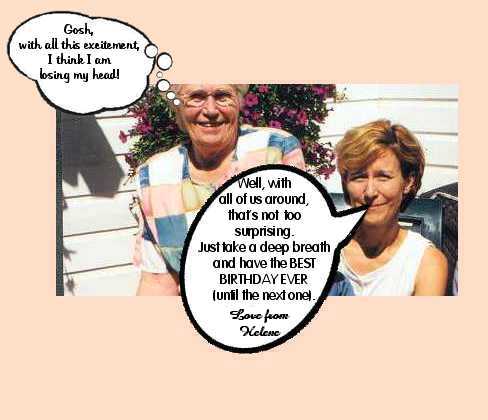 Gosh,
with all this excitement,
I think I am
losing my head!
Well, with
all of us around,
that's not too
surprising.
Just take a deep breath
and have the BEST
BIRTHDAY EVER
(until the next one).
Love from
Helene